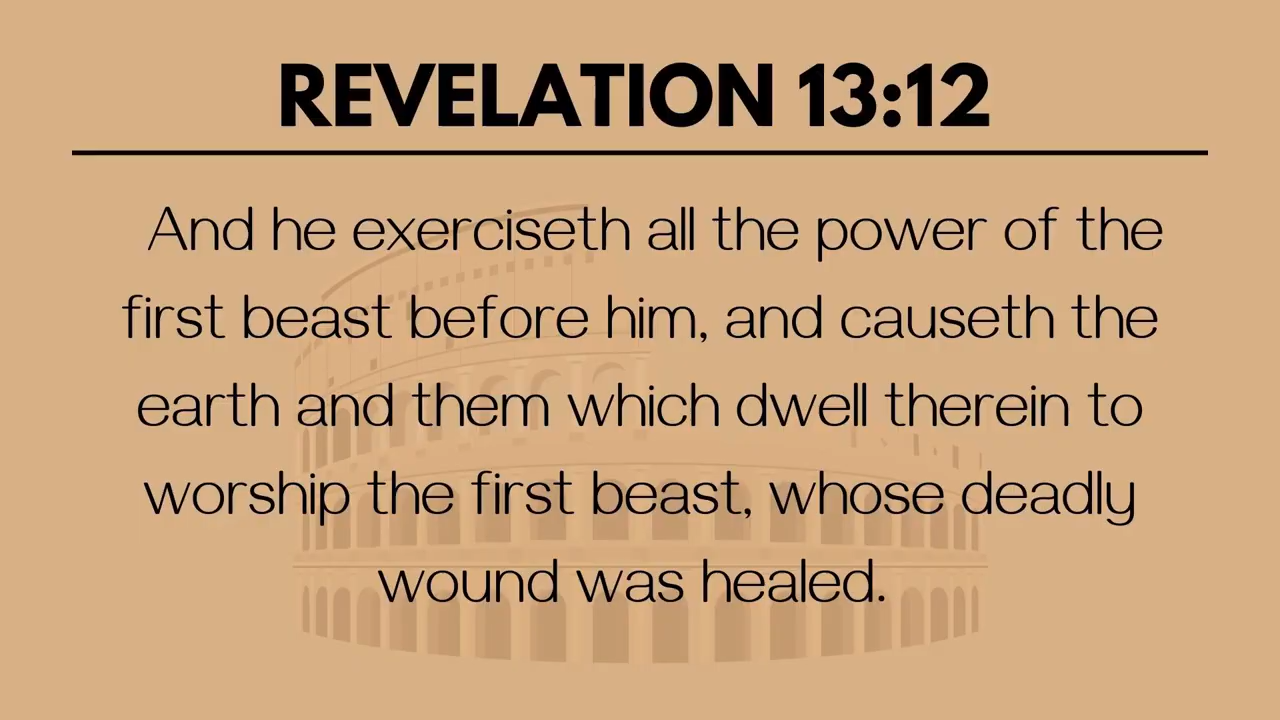 REVELATION 13:12
And he exerciseth all the power of the
first beast before him, and causeth the
earth and them which dwell therein to
worship the first beast, whose deadly
wound was healed.